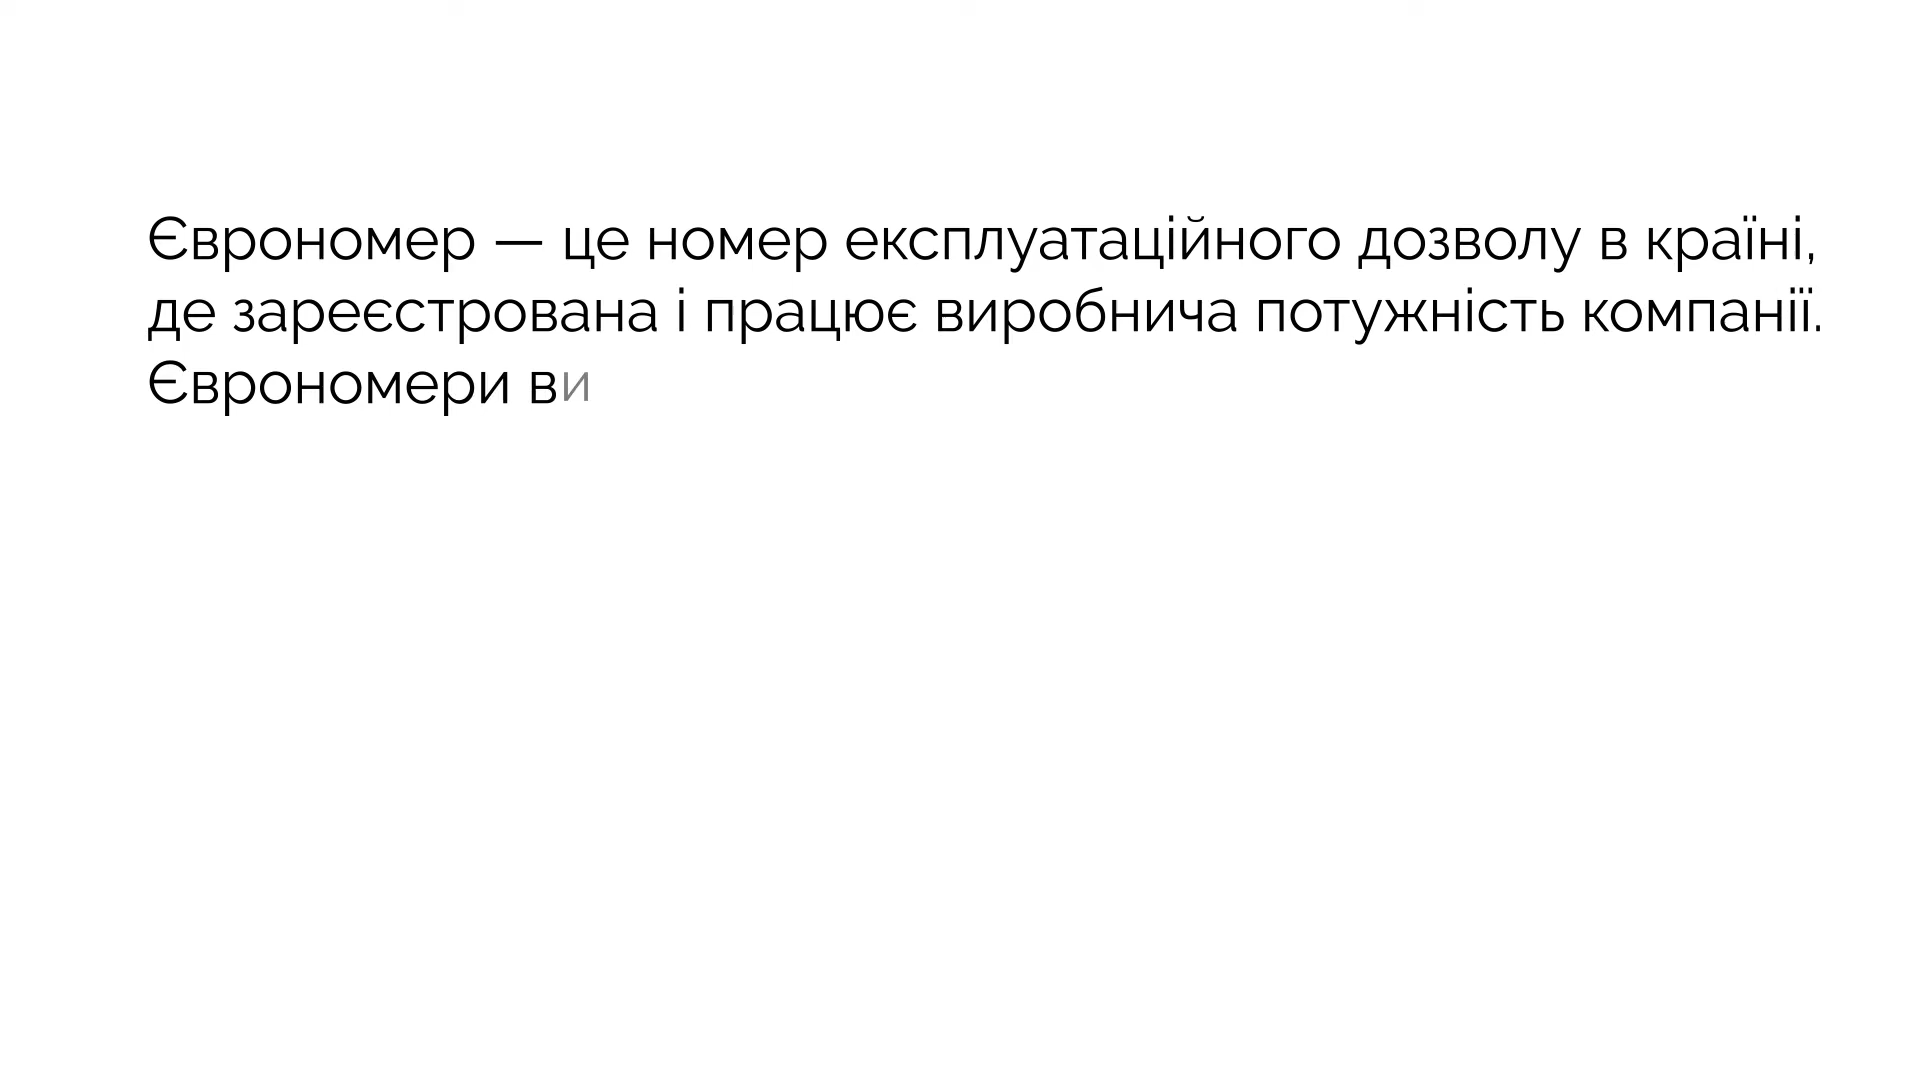 Єврономер — це номер експлуатаційного дозволу в країні,
де зареєстрована і працює виробнича потужність компанії.
Єврономери ви